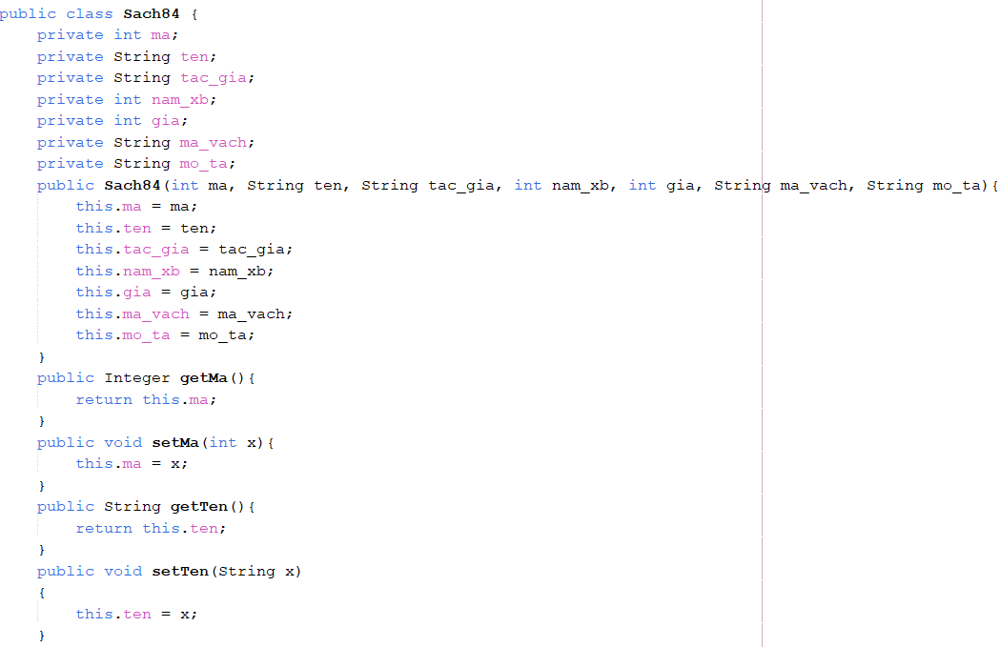 public class Sach84 {
    private int ma;
    private String ten;
    private String tac_gia;
    private int nam_xb;
    private int gia;
    private String ma_vach;
    private String mo_ta;
    public Sach84(int ma, String ten, String tac_gia, int nam_xb, int gia, String ma_vach, String mo_ta){
        this.ma = ma;
        this.ten = ten;
        this.tac_gia = tac_gia;
        this.nam_xb = nam_xb;
        this.gia = gia;
        this.ma_vach = ma_vach;
        this.mo_ta = mo_ta;
    }
    public Integer getMa(){
        return this.ma;
    }
    public void setMa(int x){
        this.ma = x;
    }
    public String getTen(){
        return this.ten;
    }
    public void setTen(String x)
    {
        this.ten = x;
    }